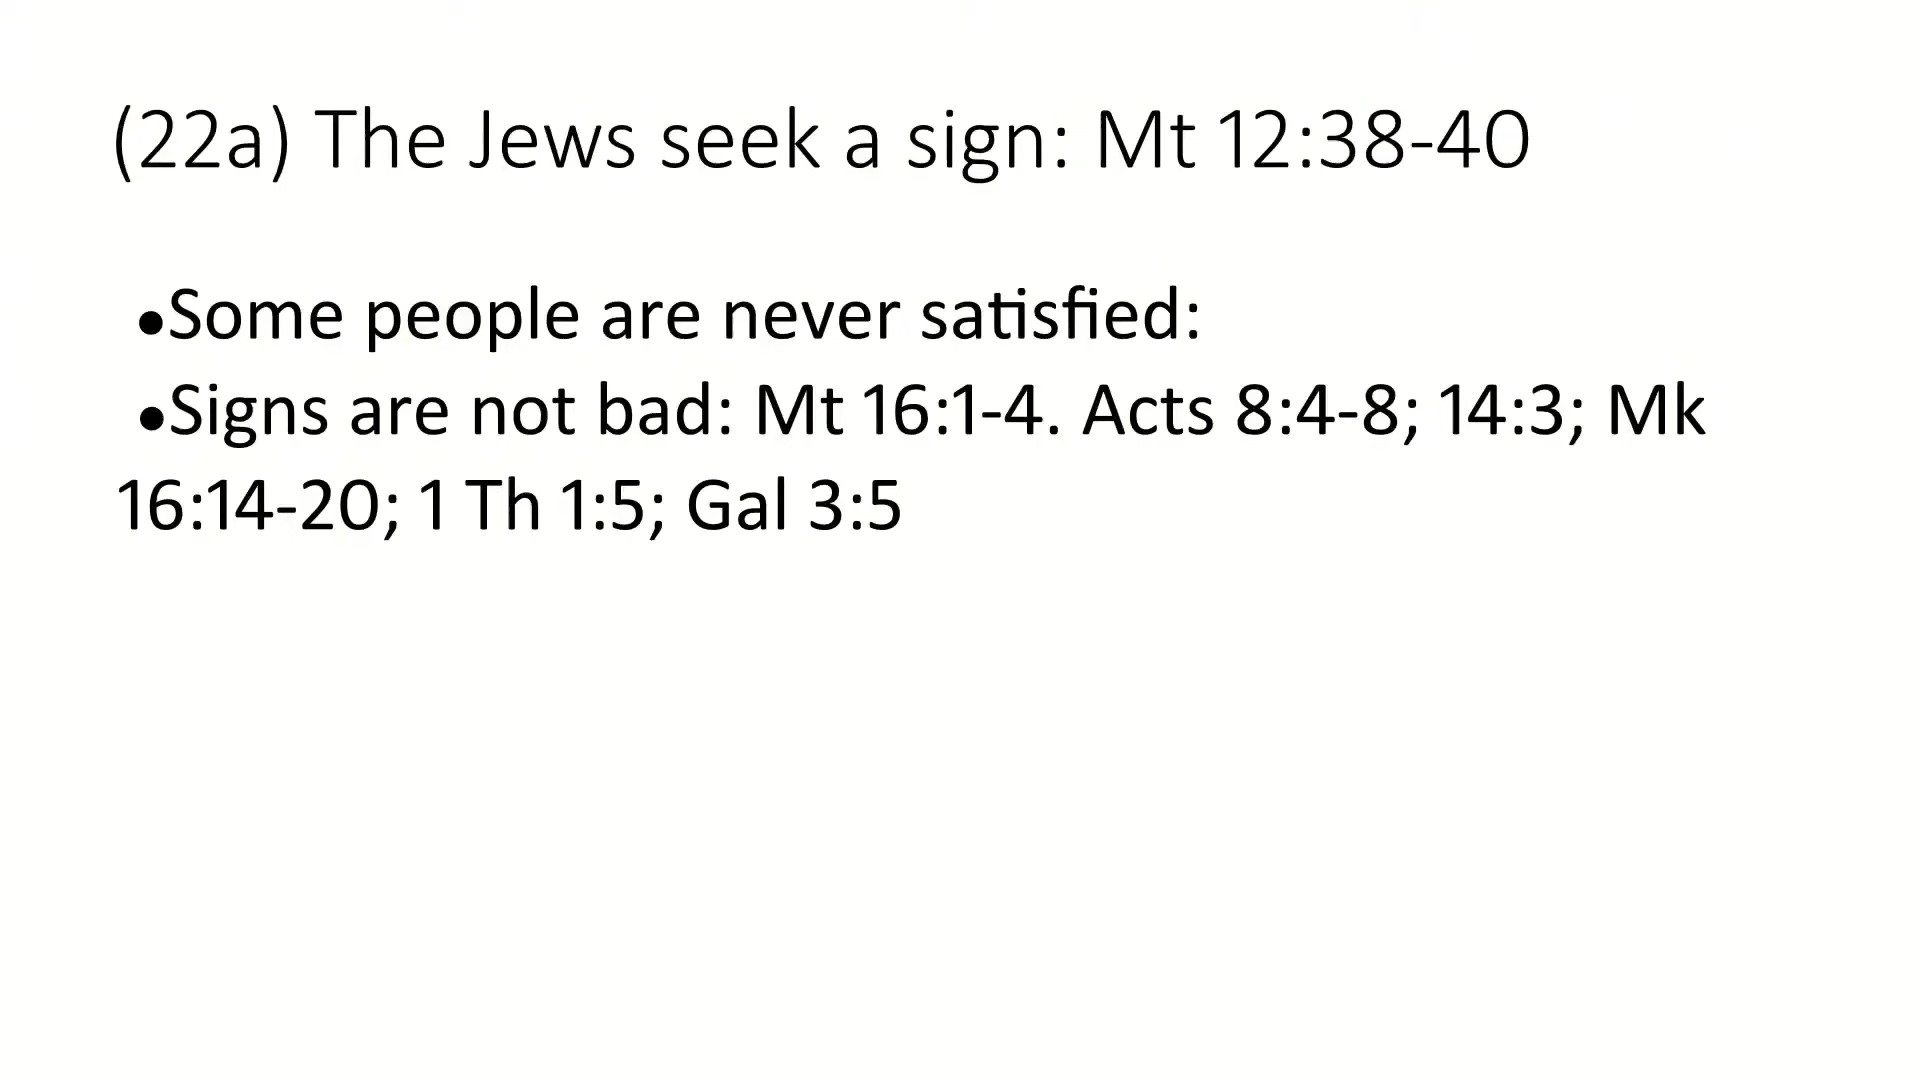 (22a) The Jews seek a sign: Mt 12:38-40
•Some people are never satisfied:
•Signs are not bad: Mt 16:1-4. Acts 8:4-8; 14:3; Mk
16:14-20; 1 Th 1:5; Gal 3:5